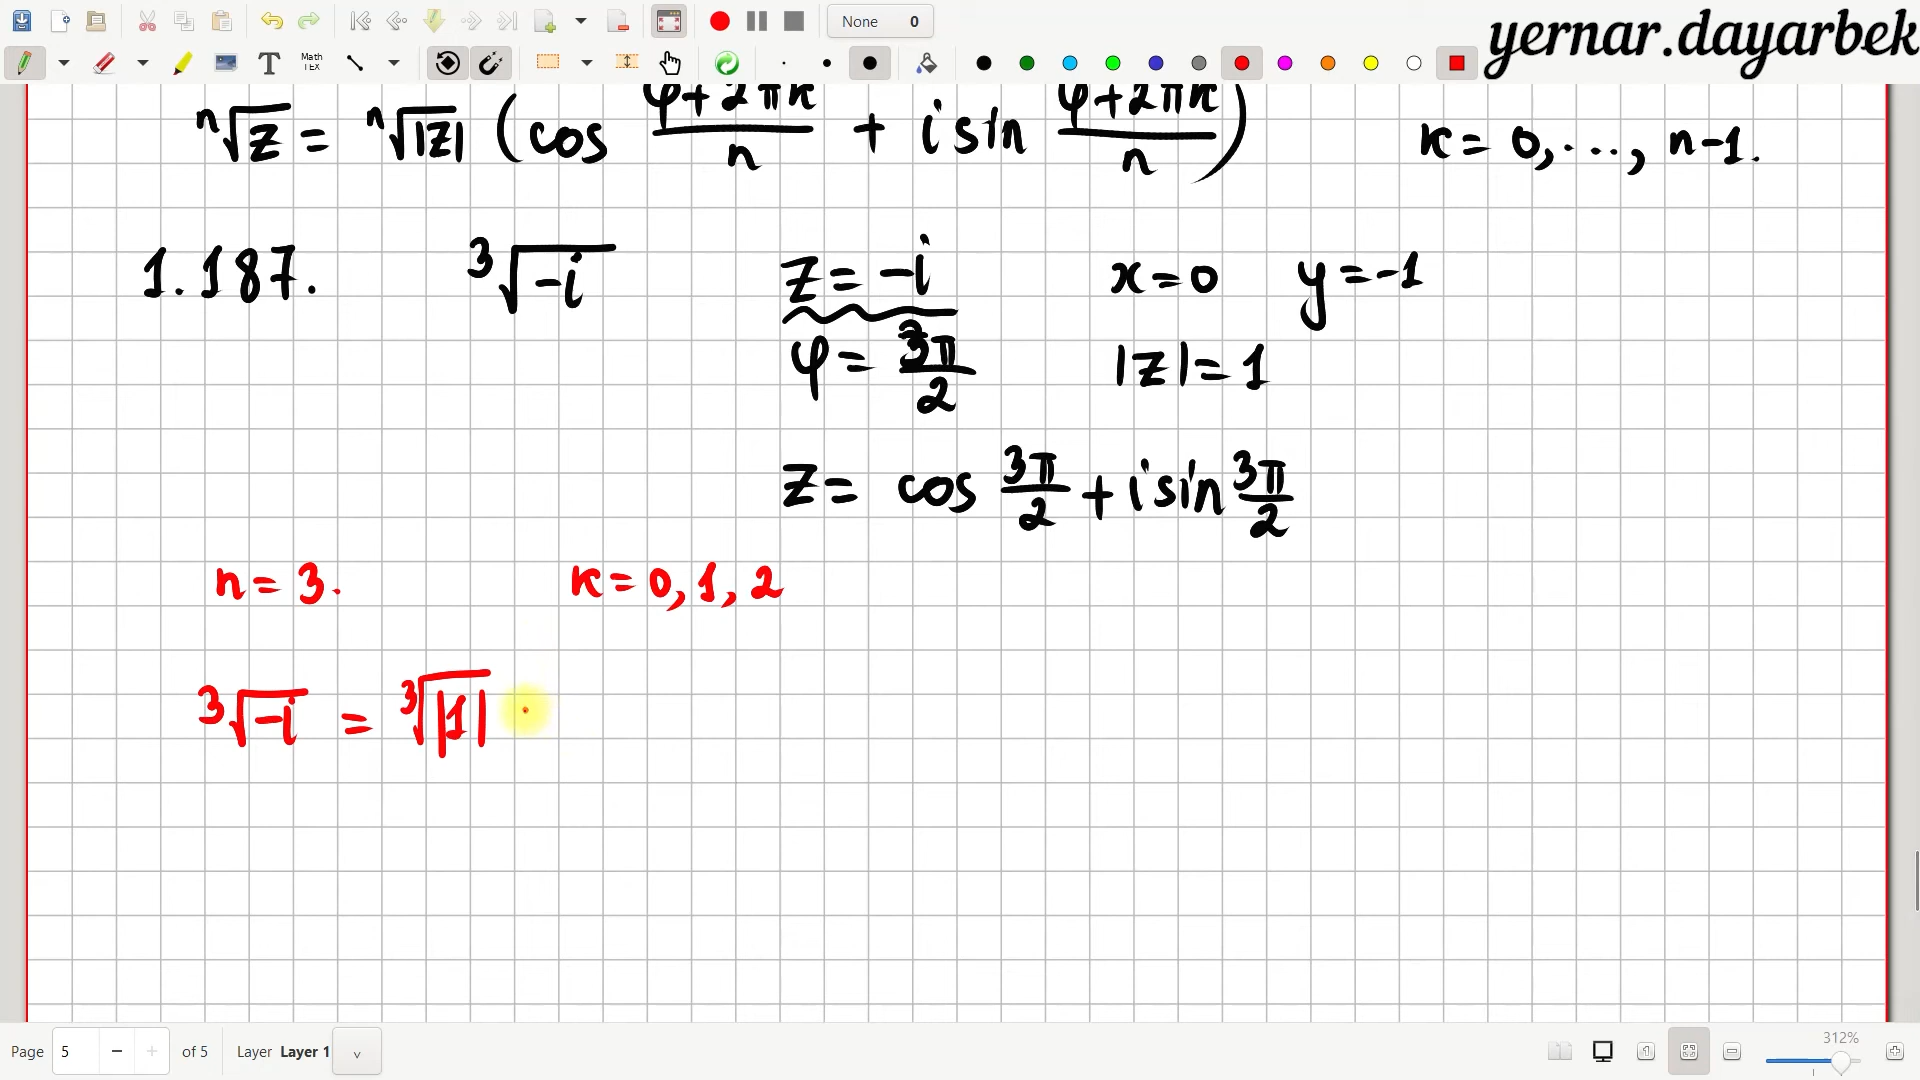 None 0
yernar.dayarbek
Math TEX
ⁿ√z = ⁿ√|z| (cos (φ+2πk)/n + i sin (φ+2πk)/n) k = 0, ..., n-1.
1.187. ³√-i z = -i x = 0 y = -1
φ = 3π/2 |z| = 1
z = cos 3π/2 + i sin 3π/2
n = 3. k = 0, 1, 2
³√-i = ³√|1|
Page 5 of 5 Layer Layer 1 312%